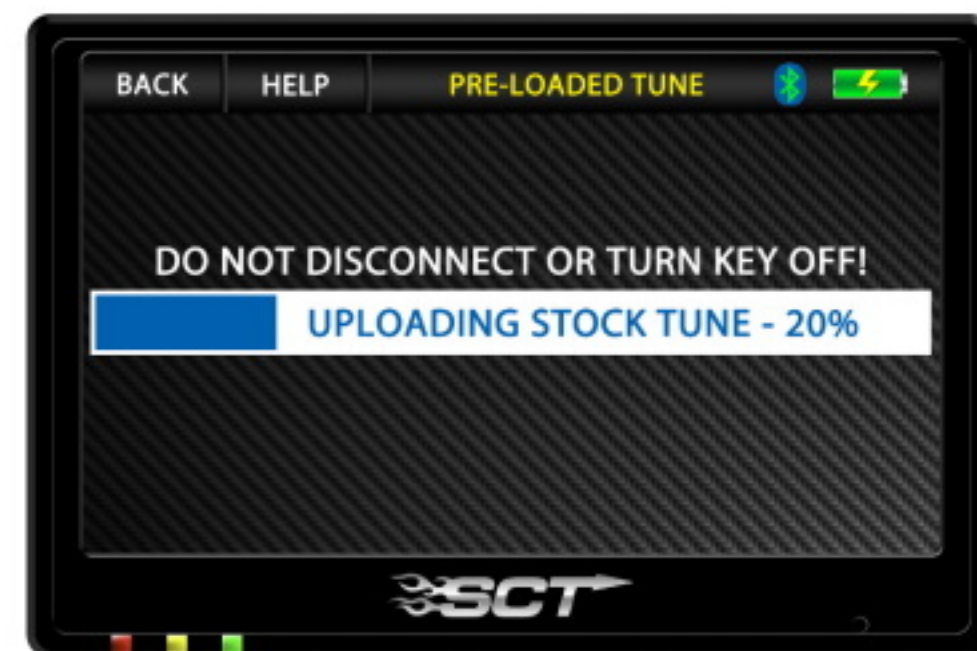 BACK HELP PRE-LOADED TUNE
DO NOT DISCONNECT OR TURN KEY OFF!
UPLOADING STOCK TUNE - 20%
SCT